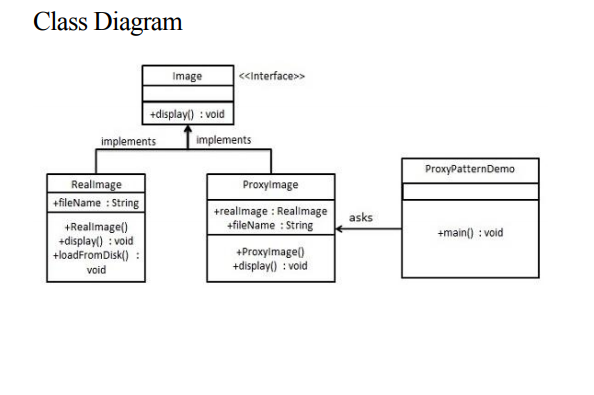 Class Diagram
Image
<<Interface>>
+display() : void
implements
implements
RealImage
+fileName : String
+RealImage()
+display() : void
+loadFromDisk() :
void
ProxyImage
+realImage : RealImage
+fileName : String
+ProxyImage()
+display() : void
asks
ProxyPatternDemo
+main() : void